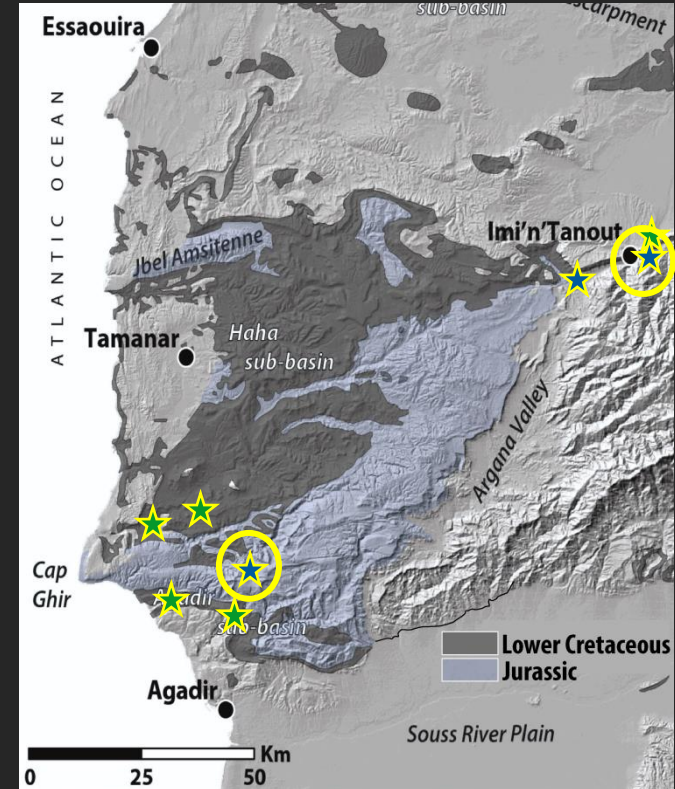 sub-basin
scarpment
Essaouira
ATLANTIC OCEAN
Imi'n'Tanout
Jbel Amsitenne
Haha
sub-basin
Tamanar
Argana Valley
Cap
Ghir
sub-basin
Lower Cretaceous
Jurassic
Agadir
Souss River Plain
Km
0 25 50